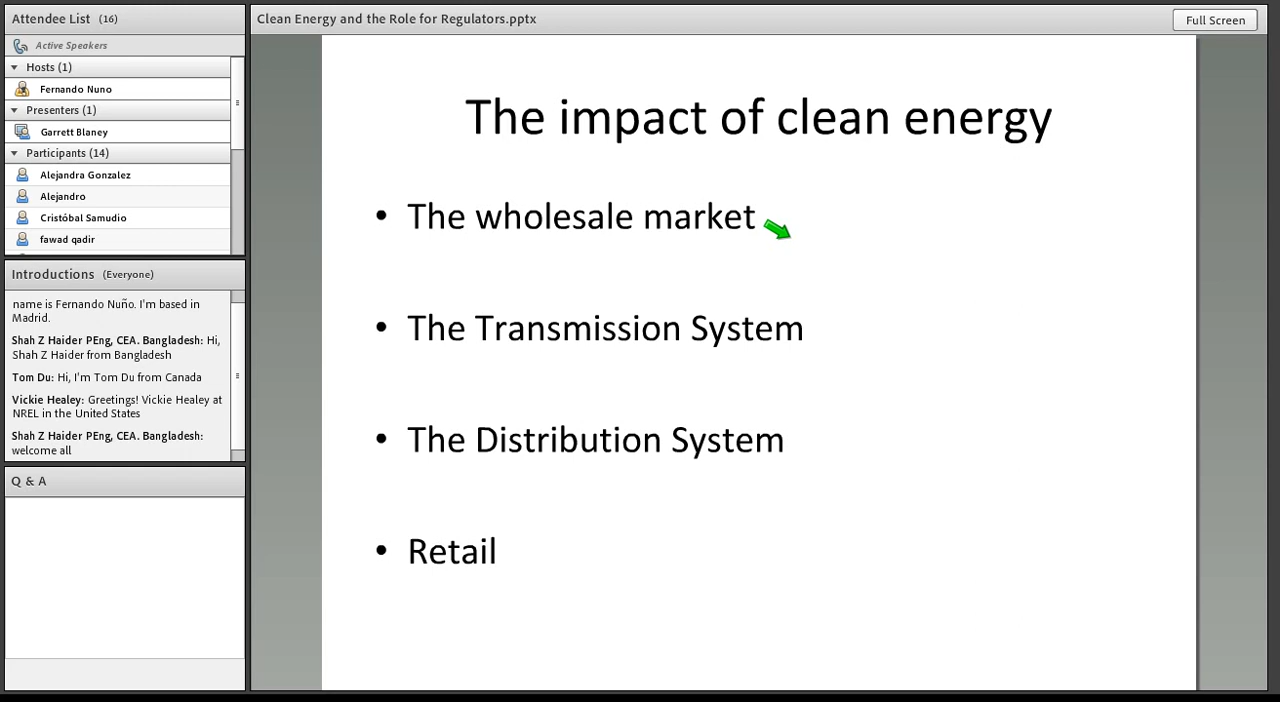 Attendee List (16)
Active Speakers
Hosts (1)
Fernando Nuno
Presenters (1)
Garrett Blaney
Participants (14)
Alejandra Gonzalez
Alejandro
Cristóbal Samudio
fawad qadir
Introductions (Everyone)
name is Fernando Nuño. I'm based in
Madrid.
Shah Z Haider PEng, CEA. Bangladesh: Hi,
Shah Z Haider from Bangladesh
Tom Du: Hi, I'm Tom Du from Canada
Vickie Healey: Greetings! Vickie Healey at
NREL in the United States
Shah Z Haider PEng, CEA. Bangladesh:
welcome all
Q & A
Clean Energy and the Role for Regulators.pptx
Full Screen
The impact of clean energy
• The wholesale market
• The Transmission System
• The Distribution System
• Retail